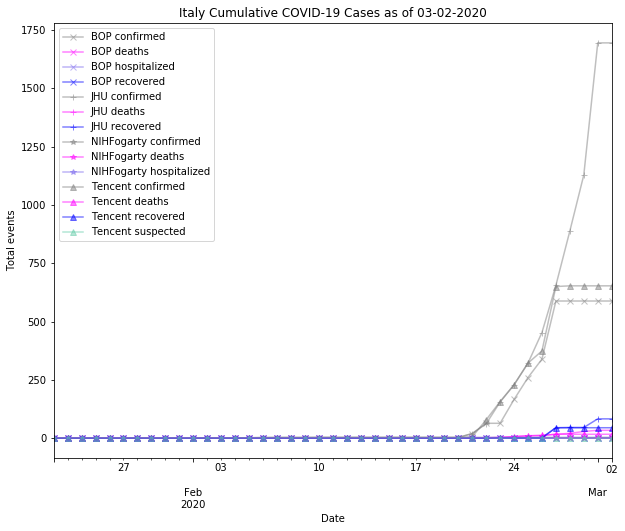 Italy Cumulative COVID-19 Cases as of 03-02-2020
BOP confirmed
BOP deaths
BOP hospitalized
BOP recovered
JHU confirmed
JHU deaths
JHU recovered
NIHFogarty confirmed
NIHFogarty deaths
NIHFogarty hospitalized
Tencent confirmed
Tencent deaths
Tencent recovered
Tencent suspected
Total events
1750
1500
1250
1000
750
500
250
0
27 03 10 17 24 02
Feb Mar
2020
Date